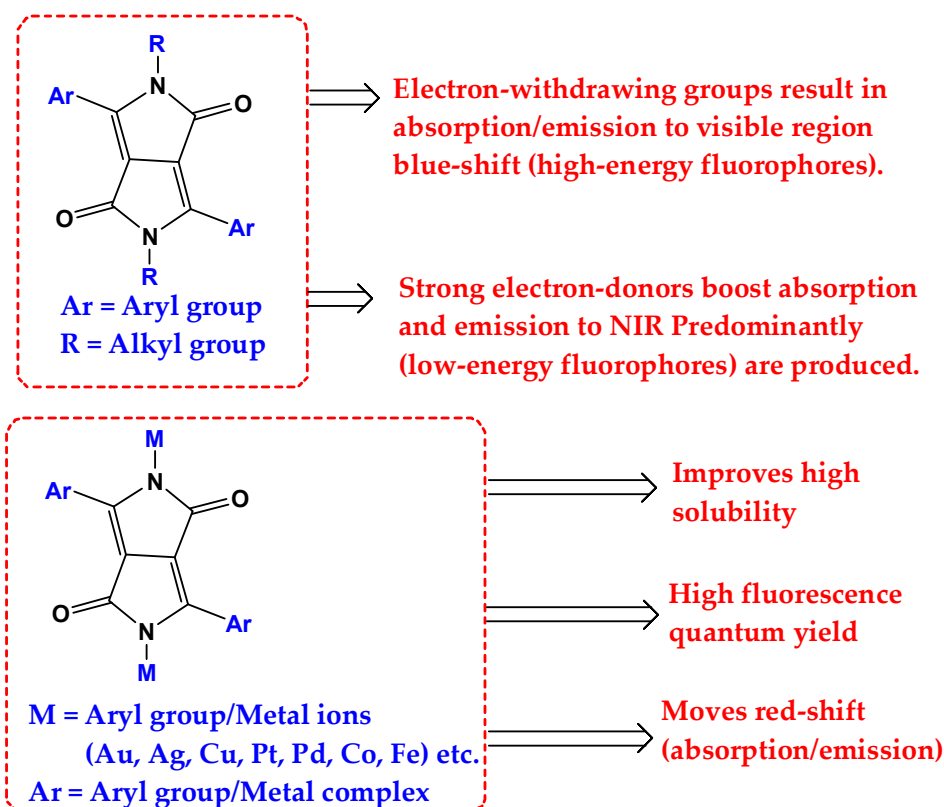 R
N
Ar
O
O
N
Ar
R
Ar = Aryl group
R = Alkyl group
Electron-withdrawing groups result in
absorption/emission to visible region
blue-shift (high-energy fluorophores).
Strong electron-donors boost absorption
and emission to NIR Predominantly
(low-energy fluorophores) are produced.
M
N
Ar
O
O
N
Ar
M
M = Aryl group/Metal ions
(Au, Ag, Cu, Pt, Pd, Co, Fe) etc.
Ar = Aryl group/Metal complex
Improves high
solubility
High fluorescence
quantum yield
Moves red-shift
(absorption/emission)